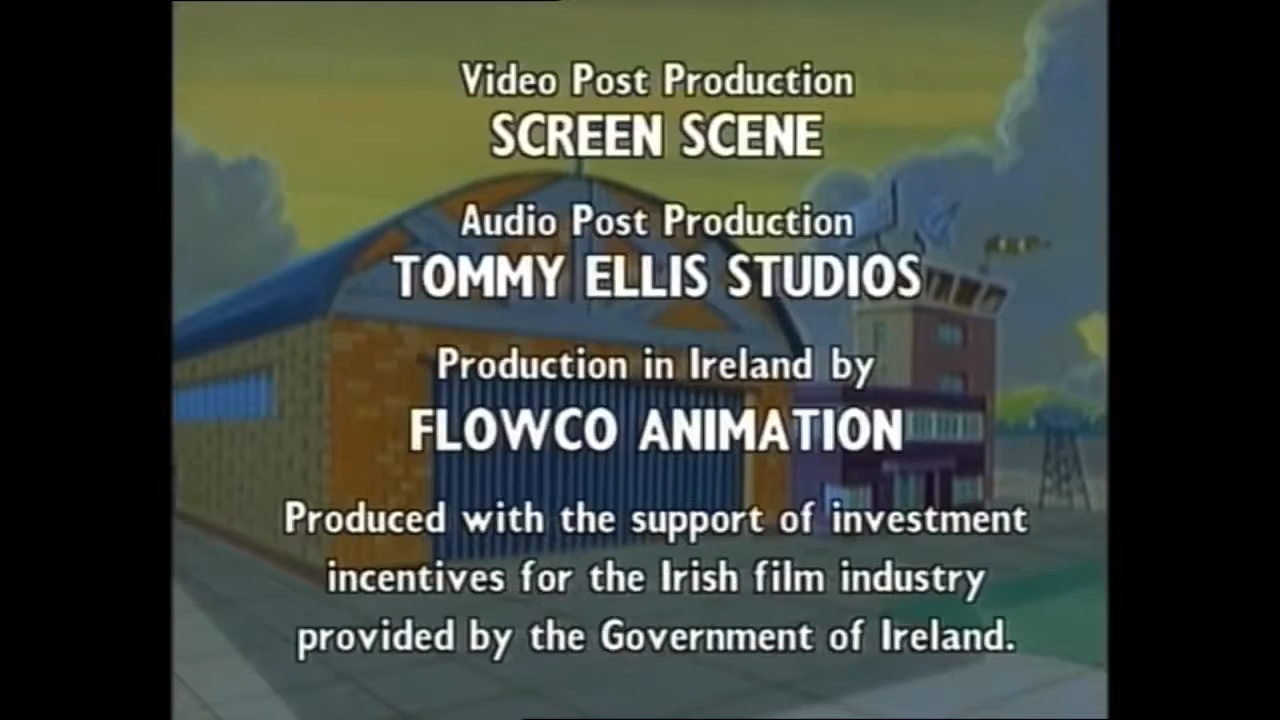 Video Post Production
SCREEN SCENE
Audio Post Production
TOMMY ELLIS STUDIOS
Production in Ireland by
FLOWCO ANIMATION
Produced with the support of investment
incentives for the Irish film industry
provided by the Government of Ireland.